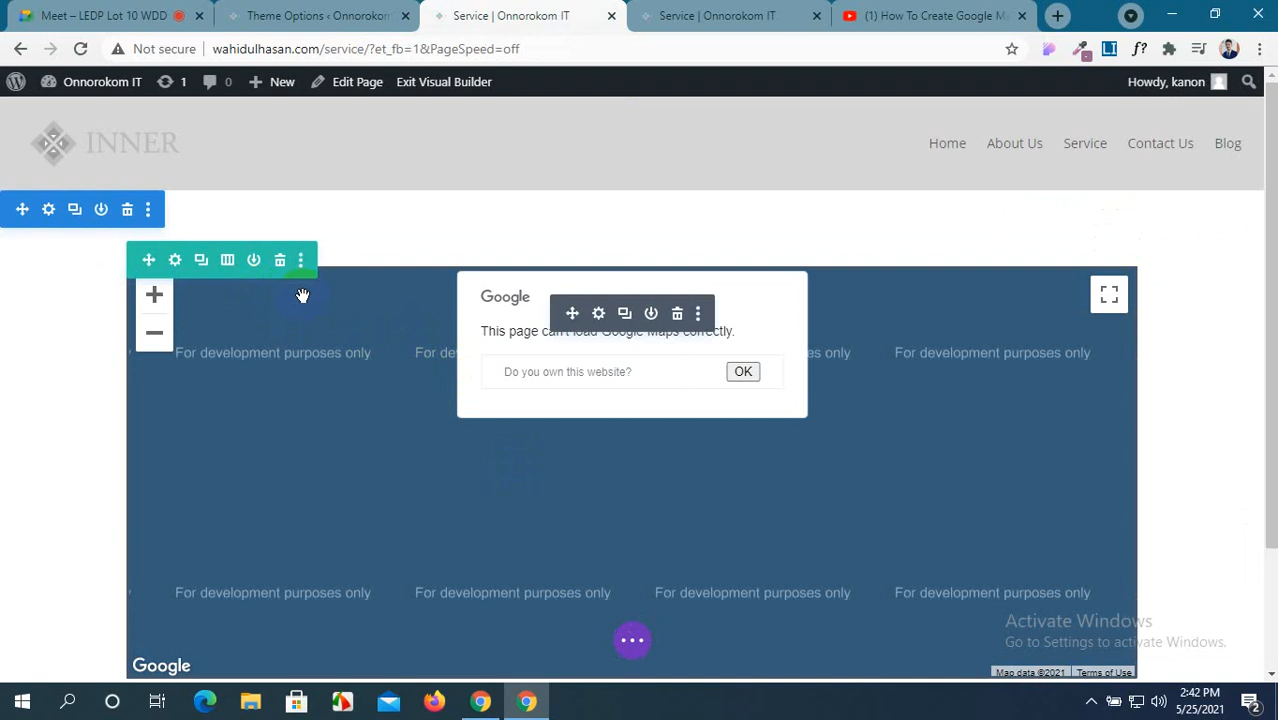 Meet – LEDP Lot 10 WDD
Theme Options ‹ Onnorokom
Service | Onnorokom IT
Service | Onnorokom IT
(1) How To Create Google M
Not secure
wahidulhasan.com/service/?et_fb=1&PageSpeed=off
Onnorokom IT
1
0
New
Edit Page
Exit Visual Builder
Howdy, kanon
INNER
Home
About Us
Service
Contact Us
Blog
Google
This page can't load Google Maps correctly.
Do you own this website?
OK
For development purposes only
For
purposes only
For development purposes only
For development purposes only
For development purposes only
For development purposes only
For development purposes only
Activate Windows
Go to Settings to activate Windows.
Google
Map data ©2021
Terms of Use
2:42 PM
5/25/2021
2